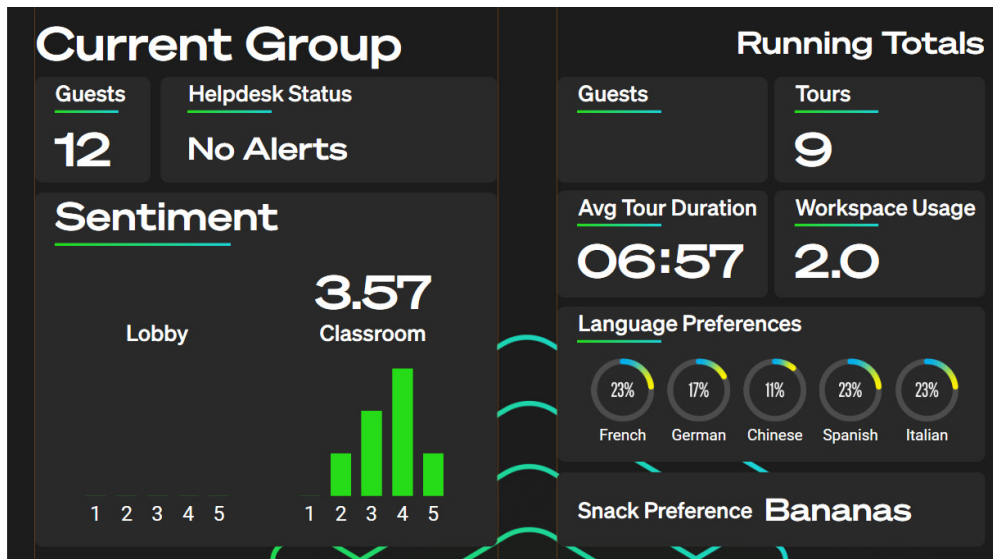 Current Group
Guests
12
Helpdesk Status
No Alerts
Sentiment
Lobby
1 2 3 4 5
3.57
Classroom
1 2 3 4 5
Running Totals
Guests
Tours
9
Avg Tour Duration
06:57
Workspace Usage
2.0
Language Preferences
23% 17% 11% 23% 23%
French German Chinese Spanish Italian
Snack Preference Bananas